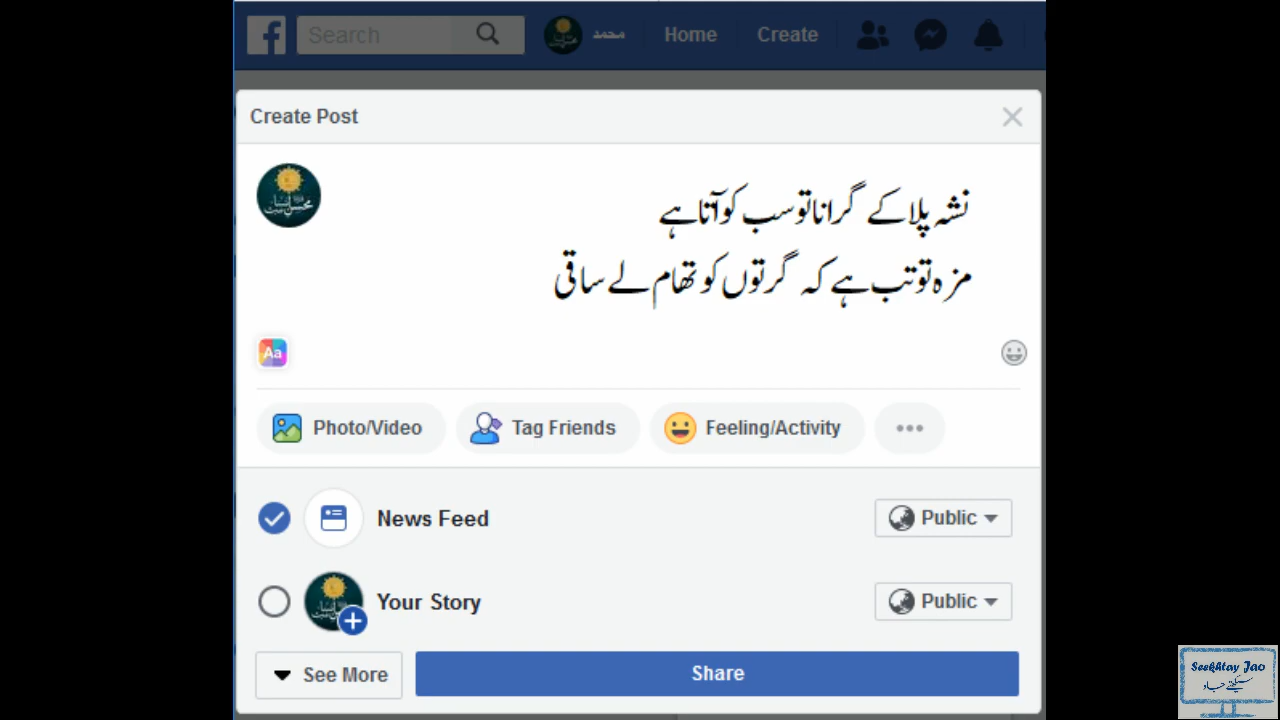 Search
محمد
Home
Create
Create Post
نشہ پلا کے گرانا تو سب کو آتا ہے
مزہ تو تب ہے کہ گرتوں کو تھام لے ساقی
Aa
Photo/Video
Tag Friends
Feeling/Activity
News Feed
Public
Your Story
Public
See More
Share
Seekhtay Jao
سیکھتے جاؤ